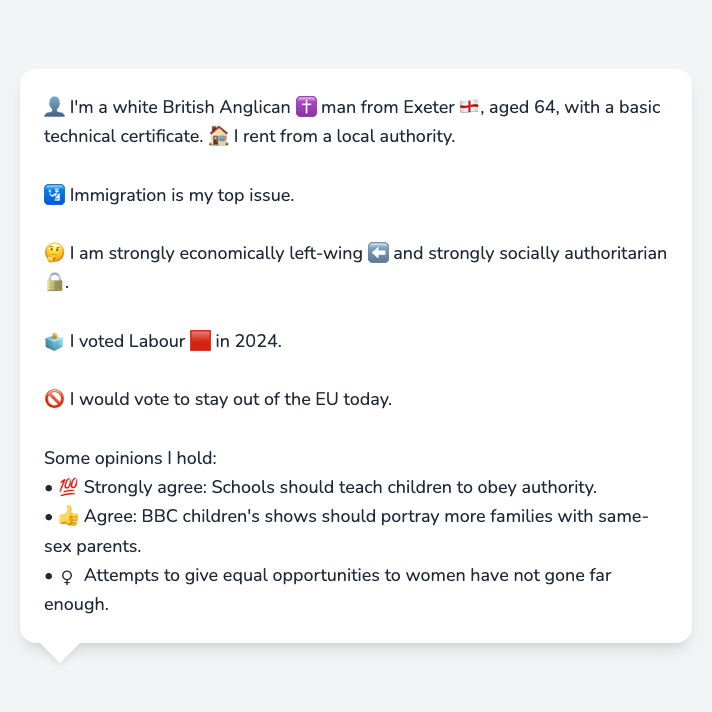 👤 I'm a white British Anglican ✝️ man from Exeter 🏴󠁧󠁢󠁥󠁮󠁧󠁿, aged 64, with a basic
technical certificate. 🏠 I rent from a local authority.
🛂 Immigration is my top issue.
🤔 I am strongly economically left-wing ⬅️ and strongly socially authoritarian
🔒.
🗳️ I voted Labour 🟥 in 2024.
🚫 I would vote to stay out of the EU today.
Some opinions I hold:
• 💯 Strongly agree: Schools should teach children to obey authority.
• 👍 Agree: BBC children's shows should portray more families with same-
sex parents.
• ♀ Attempts to give equal opportunities to women have not gone far
enough.